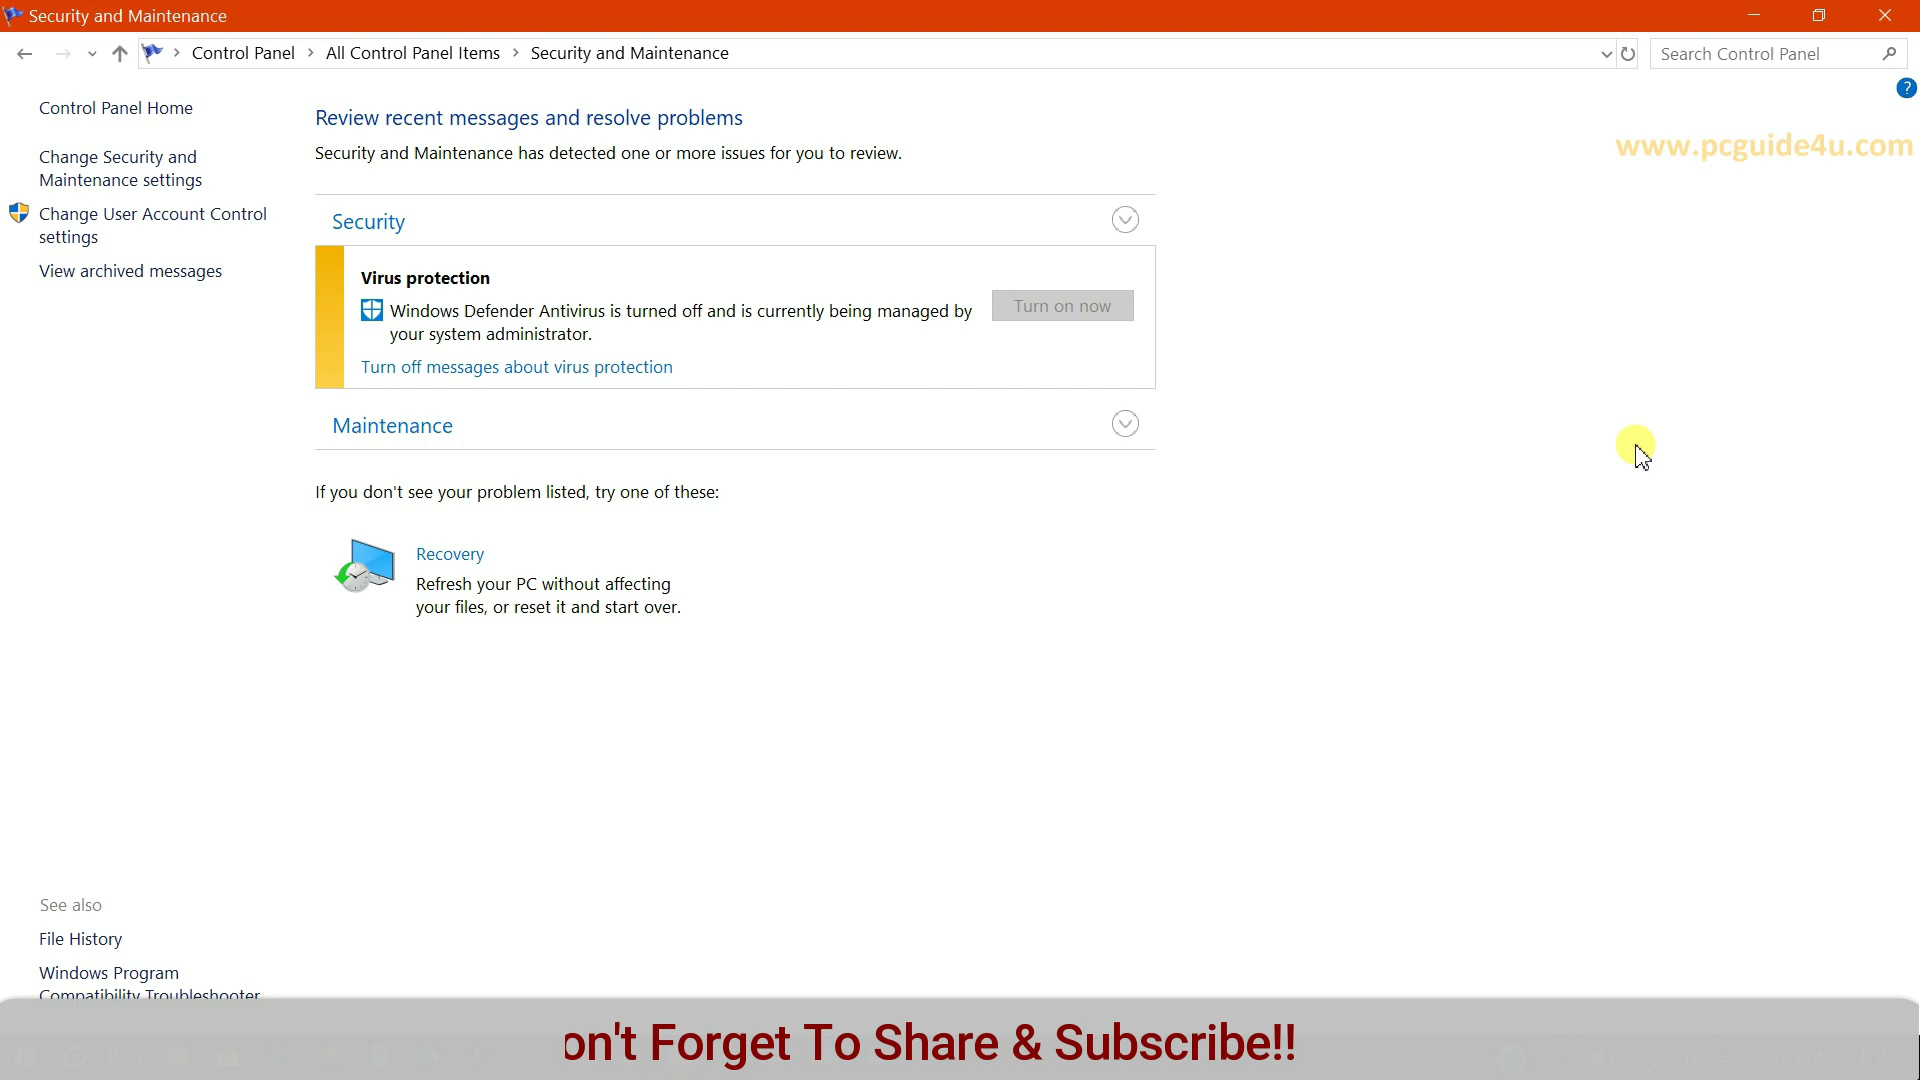 Security and Maintenance
Control Panel > All Control Panel Items > Security and Maintenance
Search Control Panel
?
Control Panel Home
Change Security and
Maintenance settings
Change User Account Control
settings
View archived messages
Review recent messages and resolve problems
Security and Maintenance has detected one or more issues for you to review.
www.pcguide4u.com
Security
Virus protection
Windows Defender Antivirus is turned off and is currently being managed by
your system administrator.
Turn on now
Turn off messages about virus protection
Maintenance
If you don't see your problem listed, try one of these:
Recovery
Refresh your PC without affecting
your files, or reset it and start over.
See also
File History
Windows Program
Compatibility Troubleshooter
on't Forget To Share & Subscribe!!